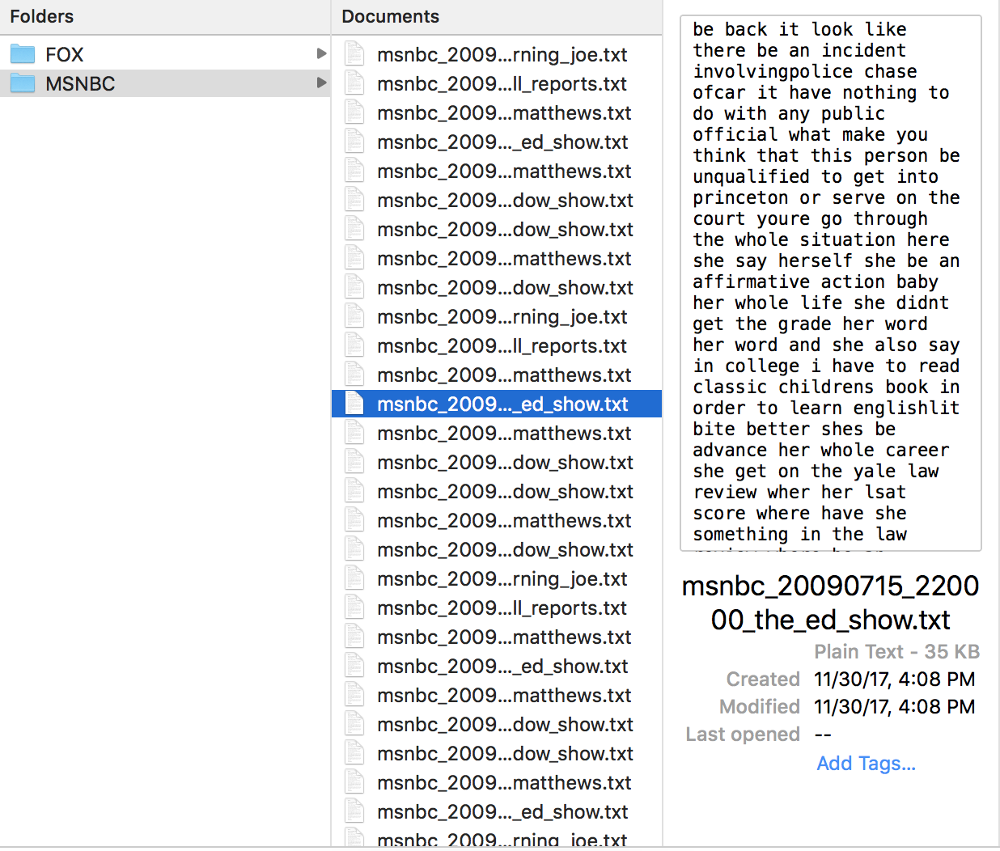 Folders
FOX
MSNBC
Documents
msnbc_2009...rning_joe.txt
msnbc_2009...ll_reports.txt
msnbc_2009...matthews.txt
msnbc_2009..._ed_show.txt
msnbc_2009...matthews.txt
msnbc_2009...dow_show.txt
msnbc_2009...dow_show.txt
msnbc_2009...matthews.txt
msnbc_2009...dow_show.txt
msnbc_2009...rning_joe.txt
msnbc_2009...ll_reports.txt
msnbc_2009...matthews.txt
msnbc_2009..._ed_show.txt
msnbc_2009...matthews.txt
msnbc_2009...dow_show.txt
msnbc_2009...dow_show.txt
msnbc_2009...matthews.txt
msnbc_2009...dow_show.txt
msnbc_2009...rning_joe.txt
msnbc_2009...ll_reports.txt
msnbc_2009...matthews.txt
msnbc_2009..._ed_show.txt
msnbc_2009...matthews.txt
msnbc_2009...dow_show.txt
msnbc_2009...dow_show.txt
msnbc_2009...matthews.txt
msnbc_2009..._ed_show.txt
msnbc_2009...rning_joe.txt
be back it look like
there be an incident
involvingpolice chase
ofcar it have nothing to
do with any public
official what make you
think that this person be
unqualified to get into
princeton or serve on the
court youre go through
the whole situation here
she say herself she be an
affirmative action baby
her whole life she didnt
get the grade her word
her word and she also say
in college i have to read
classic childrens book in
order to learn englishlit
bite better shes be
advance her whole career
she get on the yale law
review wher her lsat
score where have she
something in the law
msnbc_20090715_2200
00_the_ed_show.txt
Plain Text - 35 KB
Created 11/30/17, 4:08 PM
Modified 11/30/17, 4:08 PM
Last opened --
Add Tags...